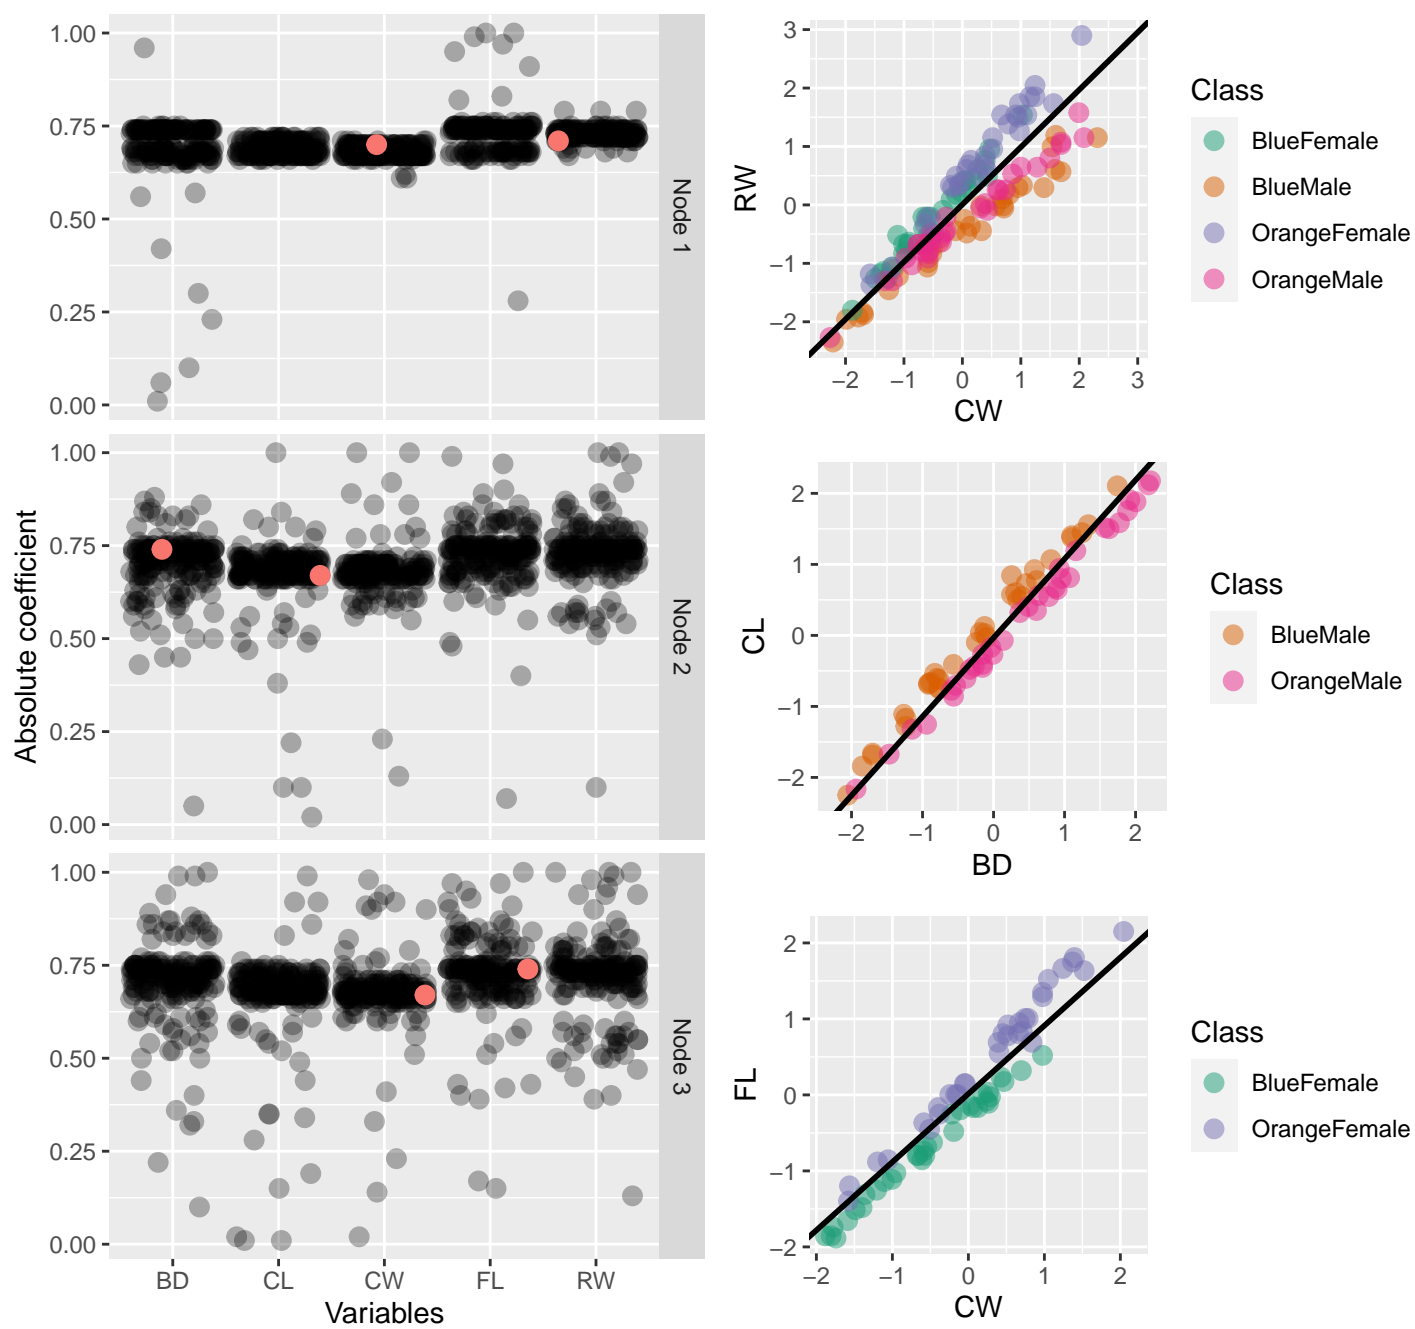 Absolute coefficient
1.00
0.75
0.50
0.25
0.00
Node 1
1.00
0.75
0.50
0.25
0.00
Node 2
1.00
0.75
0.50
0.25
0.00
Node 3
BD CL CW FL RW
Variables
RW
3
2
1
0
−1
−2
−2 −1 0 1 2 3
CW
Class
BlueFemale
BlueMale
OrangeFemale
OrangeMale
CL
2
1
0
−1
−2
−2 −1 0 1 2
BD
Class
BlueMale
OrangeMale
FL
2
1
0
−1
−2
−2 −1 0 1 2
CW
Class
BlueFemale
OrangeFemale